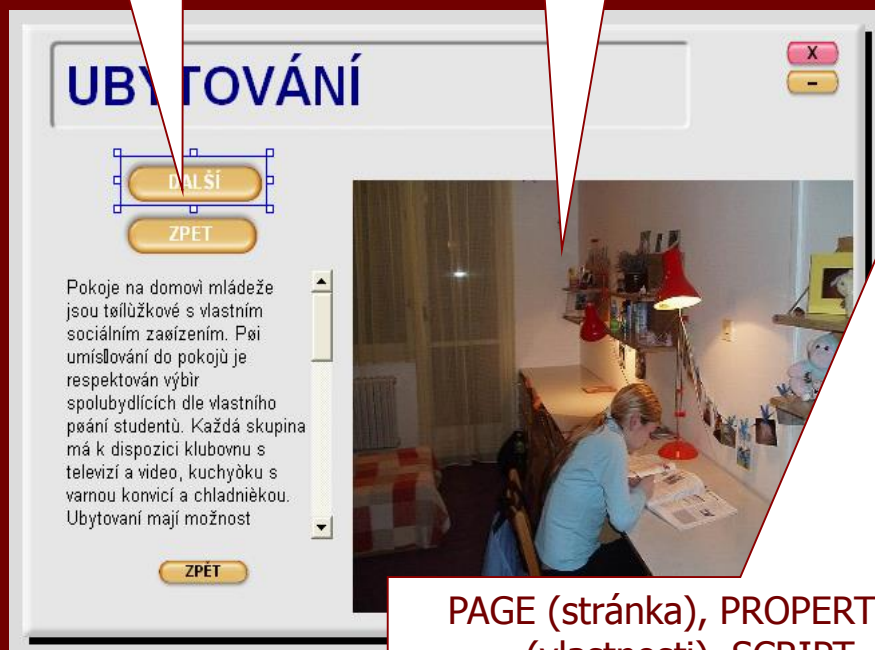 UBYTOVÁNÍ
X
–
DALŠÍ
ZPET
Pokoje na domovì mládeže
jsou tøílùžkové s vlastním
sociálním zaøízením. Pøi
umíslování do pokojù je
respektován výbìr
spolubydlících dle vlastního
pøání studentù. Každá skupina
má k dispozici klubovnu s
televizí a video, kuchyòku s
varnou konvicí a chladnièkou.
Ubytovaní mají možnost
ZPĚT
PAGE (stránka), PROPERT
(vlastnosti), SCRIPT